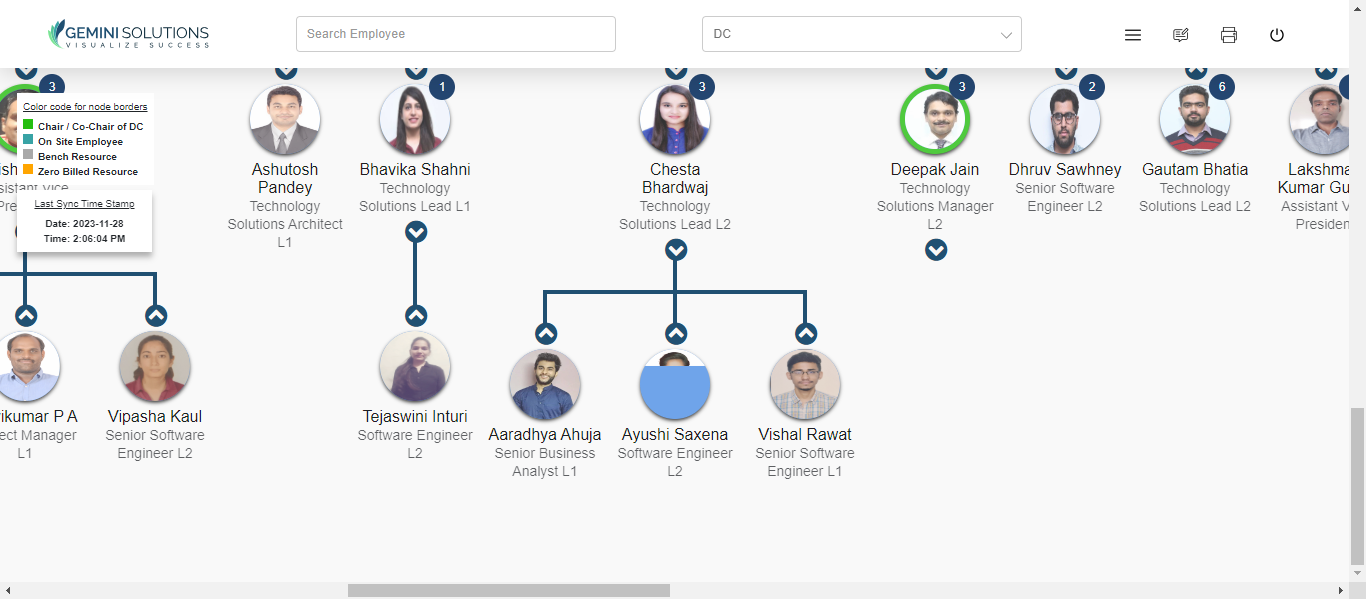 GEMINI SOLUTIONS
VISUALIZE SUCCESS
Search Employee
DC
3
1
3
3
2
6
Color code for node borders
Chair / Co-Chair of DC
On Site Employee
Bench Resource
Zero Billed Resource
Last Sync Time Stamp
Date: 2023-11-28
Time: 2:06:04 PM
Ashutosh
Pandey
Technology
Solutions Architect
L1
Bhavika Shahni
Technology
Solutions Lead L1
Chesta
Bhardwaj
Technology
Solutions Lead L2
Deepak Jain
Technology
Solutions Manager
L2
Dhruv Sawhney
Senior Software
Engineer L2
Gautam Bhatia
Technology
Solutions Lead L2
Lakshma
Kumar Gu
Assistant V
Presiden
ikumar P A
ect Manager
L1
Vipasha Kaul
Senior Software
Engineer L2
Tejaswini Inturi
Software Engineer
L2
Aaradhya Ahuja
Senior Business
Analyst L1
Ayushi Saxena
Software Engineer
L2
Vishal Rawat
Senior Software
Engineer L1